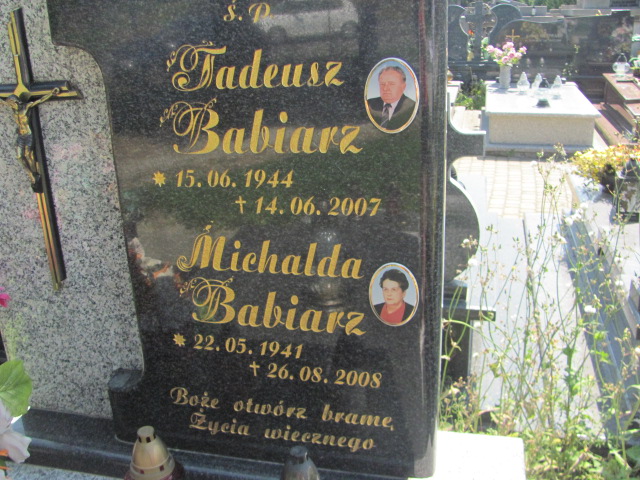 Ś.P
Tadeusz
Babiarz
* 15.06.1944
† 14.06.2007
Michalda
Babiarz
* 22.05.1941
† 26.08.2008
Boże otwórz bramę
Życia wiecznego